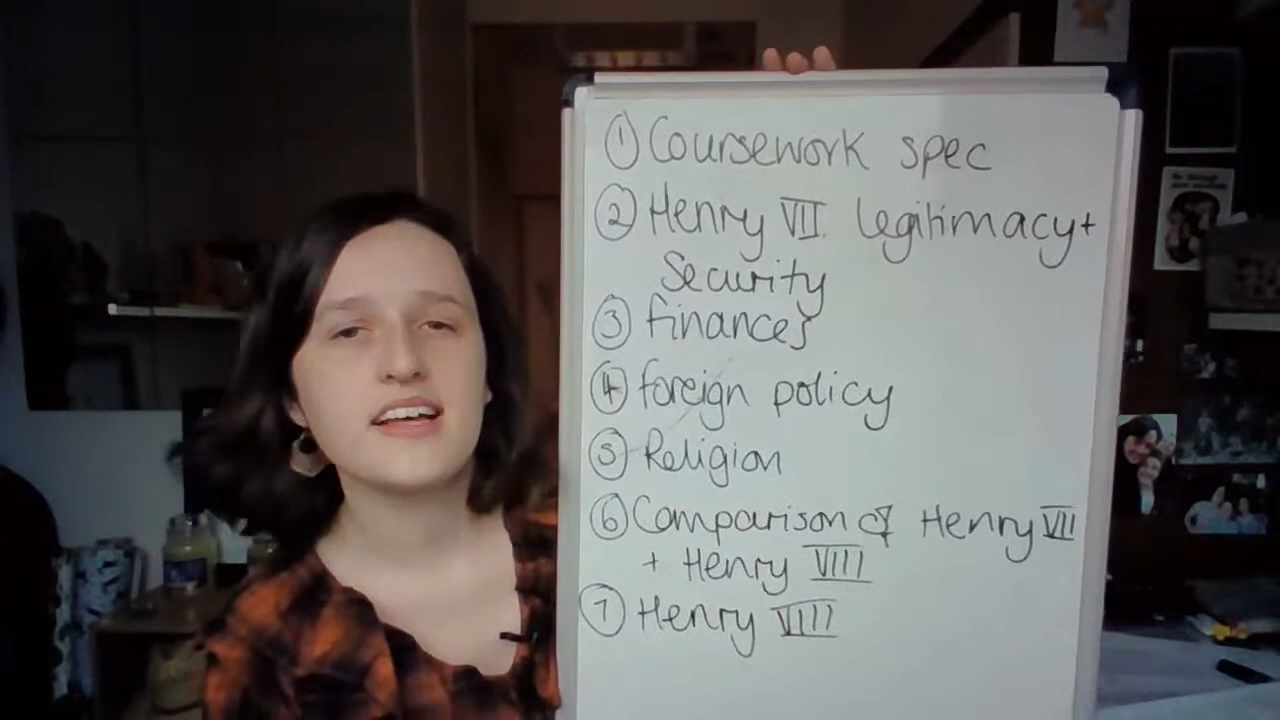 ① Coursework spec
② Henry VII legitimacy +
Security
③ finances
④ foreign policy
⑤ Religion
⑥ Comparison of Henry VII
+ Henry VIII
⑦ Henry VIII